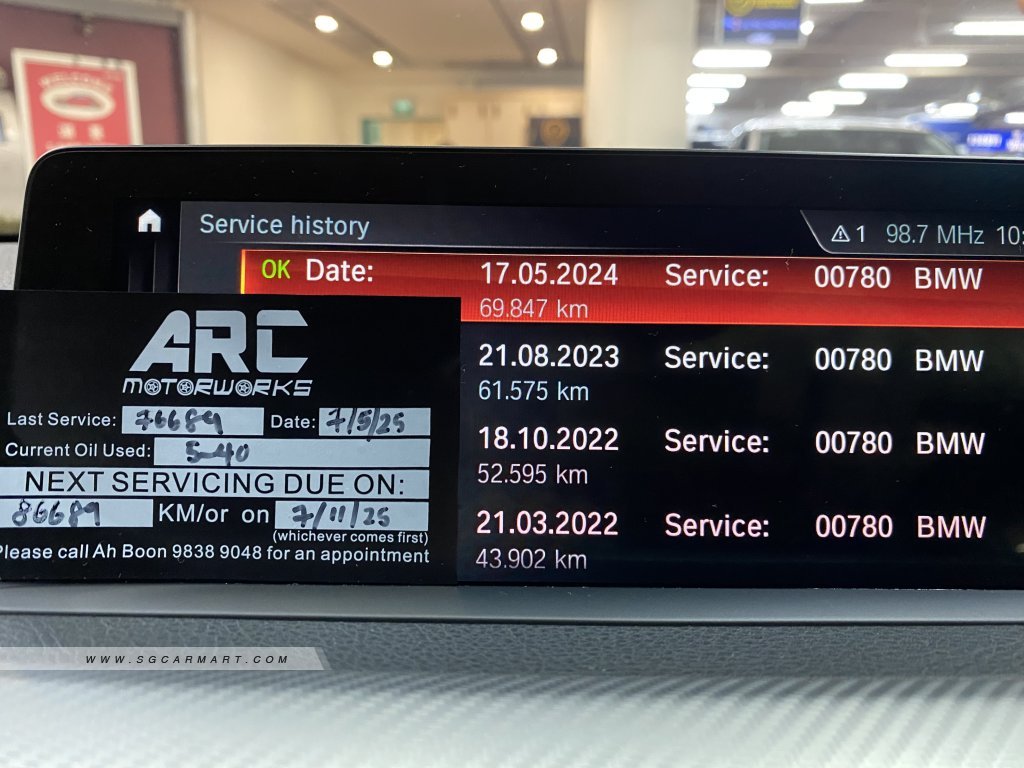 WELCOME
Service history
1 98.7 MHz 10:
OK Date: 17.05.2024 Service: 00780 BMW
69.847 km
21.08.2023 Service: 00780 BMW
61.575 km
18.10.2022 Service: 00780 BMW
52.595 km
21.03.2022 Service: 00780 BMW
43.902 km
ARC
MOTORWORKS
Last Service: 76689 Date: 7/5/25
Current Oil Used: 5-40
NEXT SERVICING DUE ON:
86689 KM/or on 7/11/25
(whichever comes first)
Please call Ah Boon 9838 9048 for an appointment
WWW.SGCARMART.COM